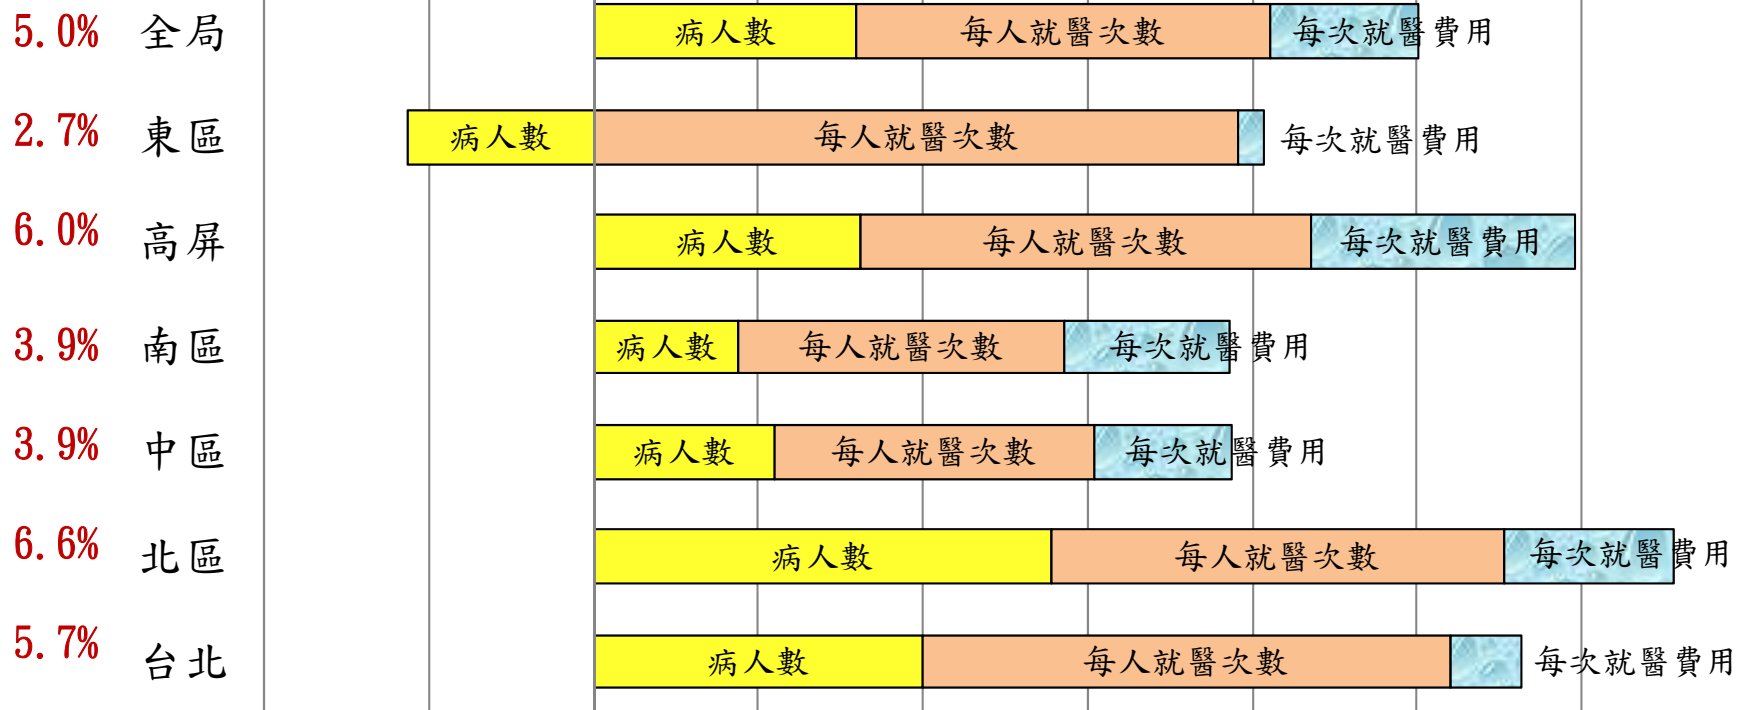 5.0% 全局 病人數 每人就醫次數 每次就醫費用
2.7% 東區 病人數 每人就醫次數 每次就醫費用
6.0% 高屏 病人數 每人就醫次數 每次就醫費用
3.9% 南區 病人數 每人就醫次數 每次就醫費用
3.9% 中區 病人數 每人就醫次數 每次就醫費用
6.6% 北區 病人數 每人就醫次數 每次就醫費用
5.7% 台北 病人數 每人就醫次數 每次就醫費用